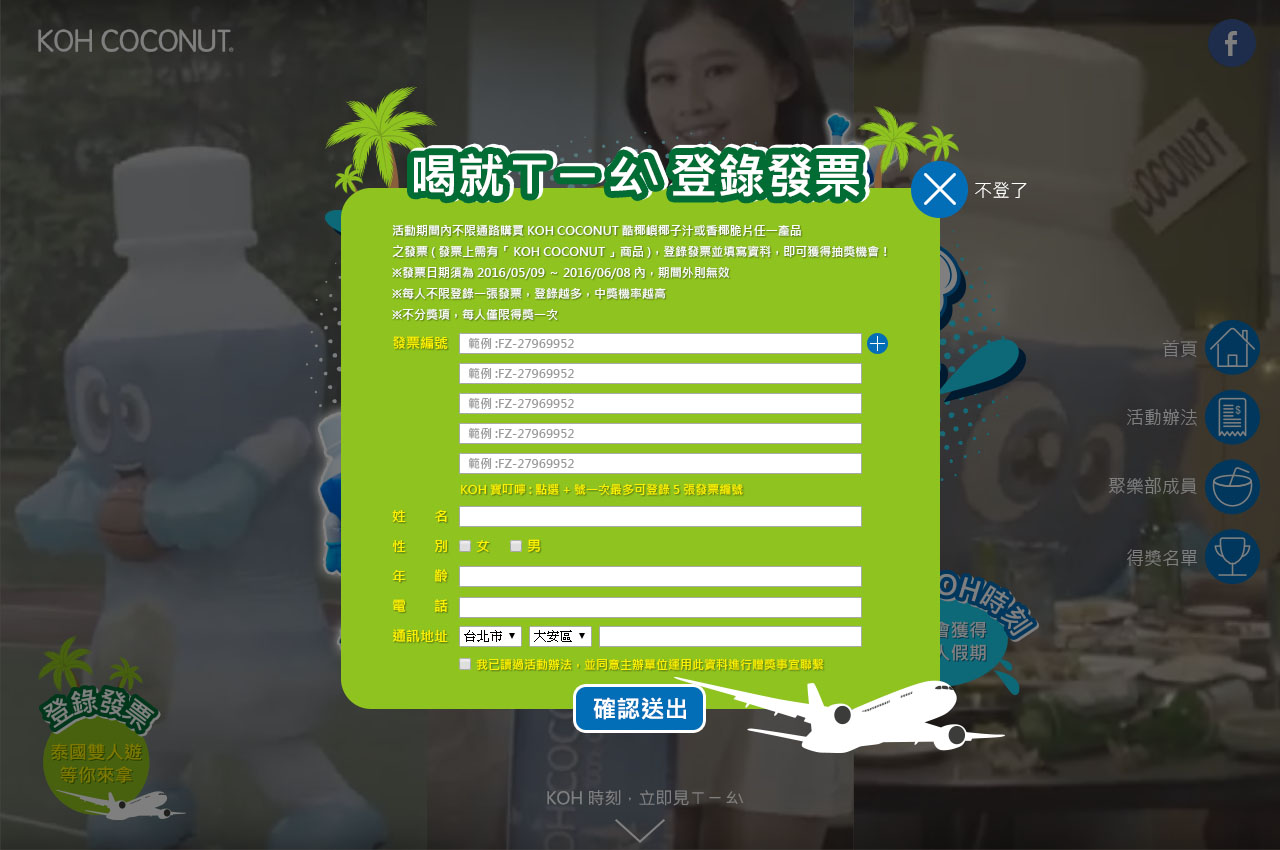 KOH COCONUT®
喝就ㄒㄧㄠ登錄發票
不登了
活動期間內不限通路購買 KOH COCONUT 酷椰嶼椰子汁或香椰脆片任一產品
之發票 ( 發票上需有「 KOH COCONUT 」商品 )，登錄發票並填寫資料，即可獲得抽獎機會！
※發票日期須為 2016/05/09 ～ 2016/06/08 內，期間外則無效
※每人不限登錄一張發票，登錄越多，中獎機率越高
※不分獎項，每人僅限得獎一次
發票編號 範例 :FZ-27969952
範例 :FZ-27969952
範例 :FZ-27969952
範例 :FZ-27969952
範例 :FZ-27969952
KOH 寶叮嚀 : 點選 + 號一次最多可登錄 5 張發票編號
姓 名
性 別 女 男
年 齡
電 話
通訊地址 台北市 大安區
我已讀過活動辦法，並同意主辦單位運用此資料進行贈獎事宜聯繫
確認送出
首頁
活動辦法
聚樂部成員
得獎名單
OH時刻
會獲得
人假期
登錄發票
泰國雙人遊
等你來拿
KOH 時刻，立即見ㄒㄧㄠ
COCONUT